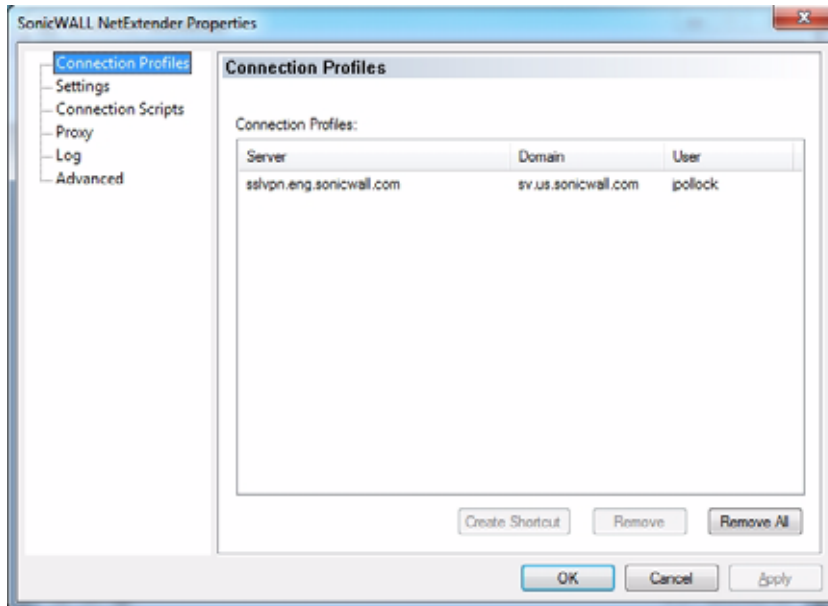 SonicWALL NetExtender Properties
Connection Profiles
Settings
Connection Scripts
Proxy
Log
Advanced
Connection Profiles
Connection Profiles:
Server Domain User
sslvpn.eng.sonicwall.com sv.us.sonicwall.com jpollock
Create Shortcut Remove Remove All
OK Cancel Apply